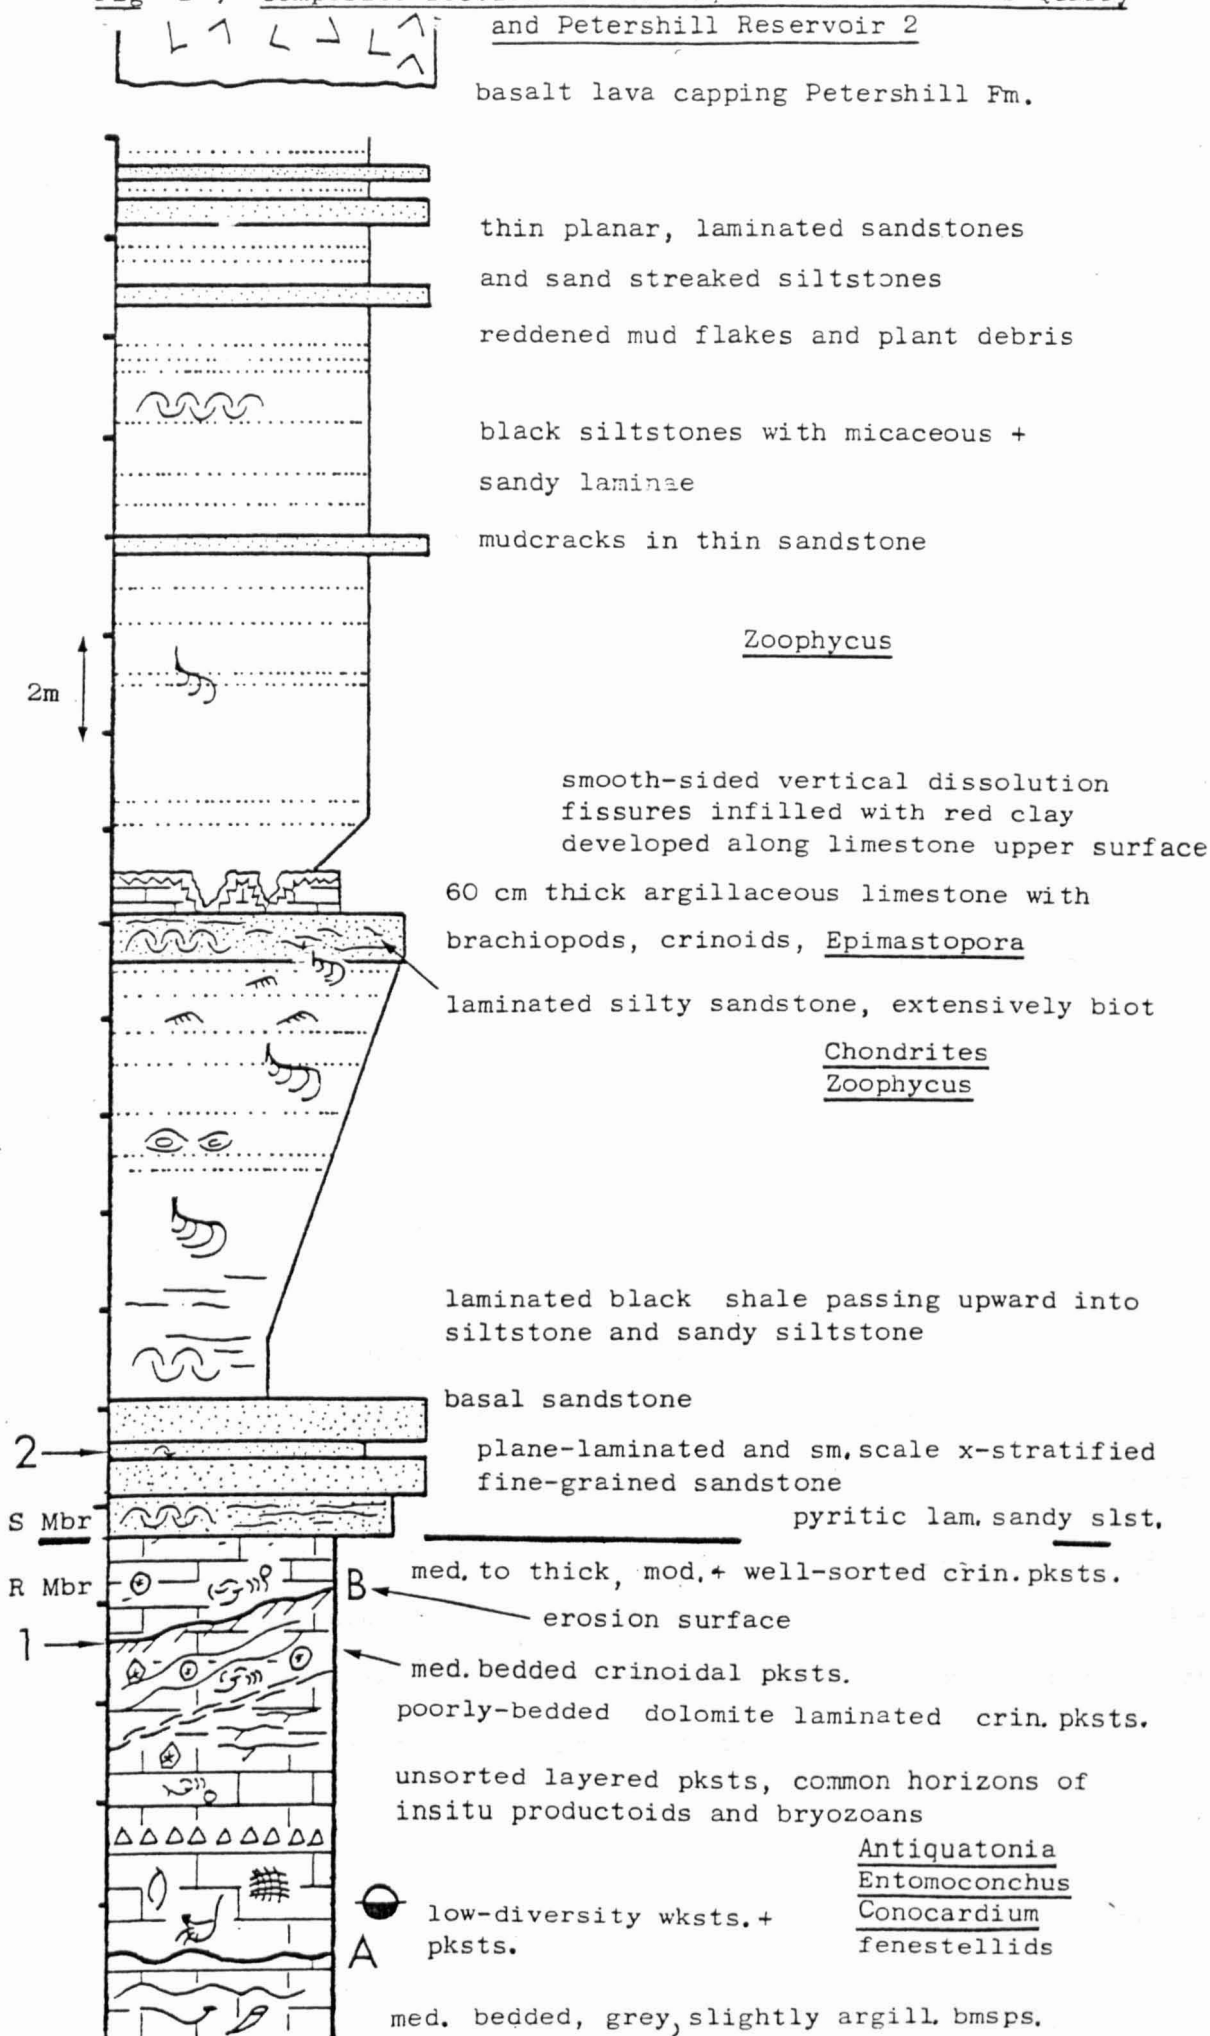 and Petershill Reservoir 2
basalt lava capping Petershill Fm.
thin planar, laminated sandstones
and sand streaked siltstones
reddened mud flakes and plant debris
black siltstones with micaceous +
sandy laminae
mudcracks in thin sandstone
Zoophycus
2m
smooth-sided vertical dissolution
fissures infilled with red clay
developed along limestone upper surface
60 cm thick argillaceous limestone with
brachiopods, crinoids, Epimastopora
laminated silty sandstone, extensively biot
Chondrites
Zoophycus
laminated black shale passing upward into
siltstone and sandy siltstone
basal sandstone
2
plane-laminated and sm. scale x-stratified
fine-grained sandstone
S Mbr
pyritic lam. sandy slst.
R Mbr
B
med. to thick, mod. + well-sorted crin. pksts.
erosion surface
1
med. bedded crinoidal pksts.
poorly-bedded dolomite laminated crin. pksts.
unsorted layered pksts, common horizons of
insitu productoids and bryozoans
Antiquatonia
Entomoconchus
Conocardium
fenestellids
low-diversity wksts. +
pksts.
A
med. bedded, grey, slightly argill. bmsps.